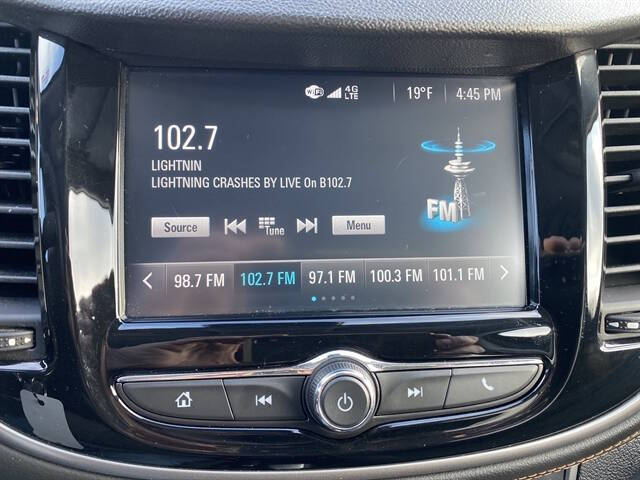 WiFi 4G LTE 19°F 4:45 PM
102.7
LIGHTNIN
LIGHTNING CRASHES BY LIVE On B102.7
FM
Source Tune Menu
98.7 FM 102.7 FM 97.1 FM 100.3 FM 101.1 FM